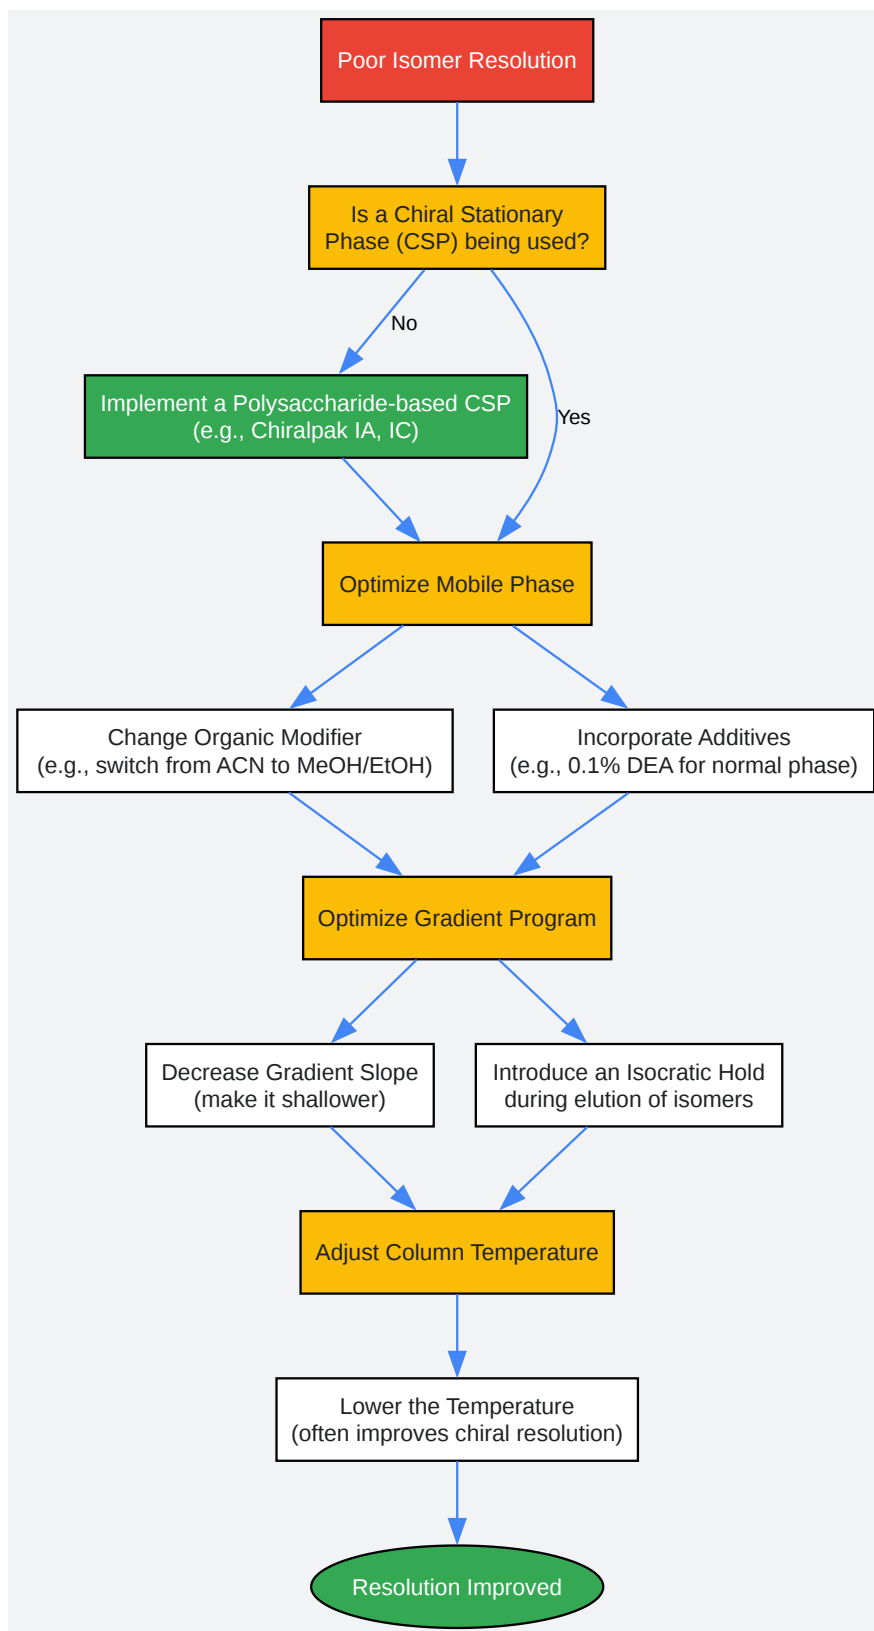 Poor Isomer Resolution
Is a Chiral Stationary
Phase (CSP) being used?
No
Implement a Polysaccharide-based CSP
(e.g., Chiralpak IA, IC)
Yes
Optimize Mobile Phase
Change Organic Modifier
(e.g., switch from ACN to MeOH/EtOH)
Incorporate Additives
(e.g., 0.1% DEA for normal phase)
Optimize Gradient Program
Decrease Gradient Slope
(make it shallower)
Introduce an Isocratic Hold
during elution of isomers
Adjust Column Temperature
Lower the Temperature
(often improves chiral resolution)
Resolution Improved